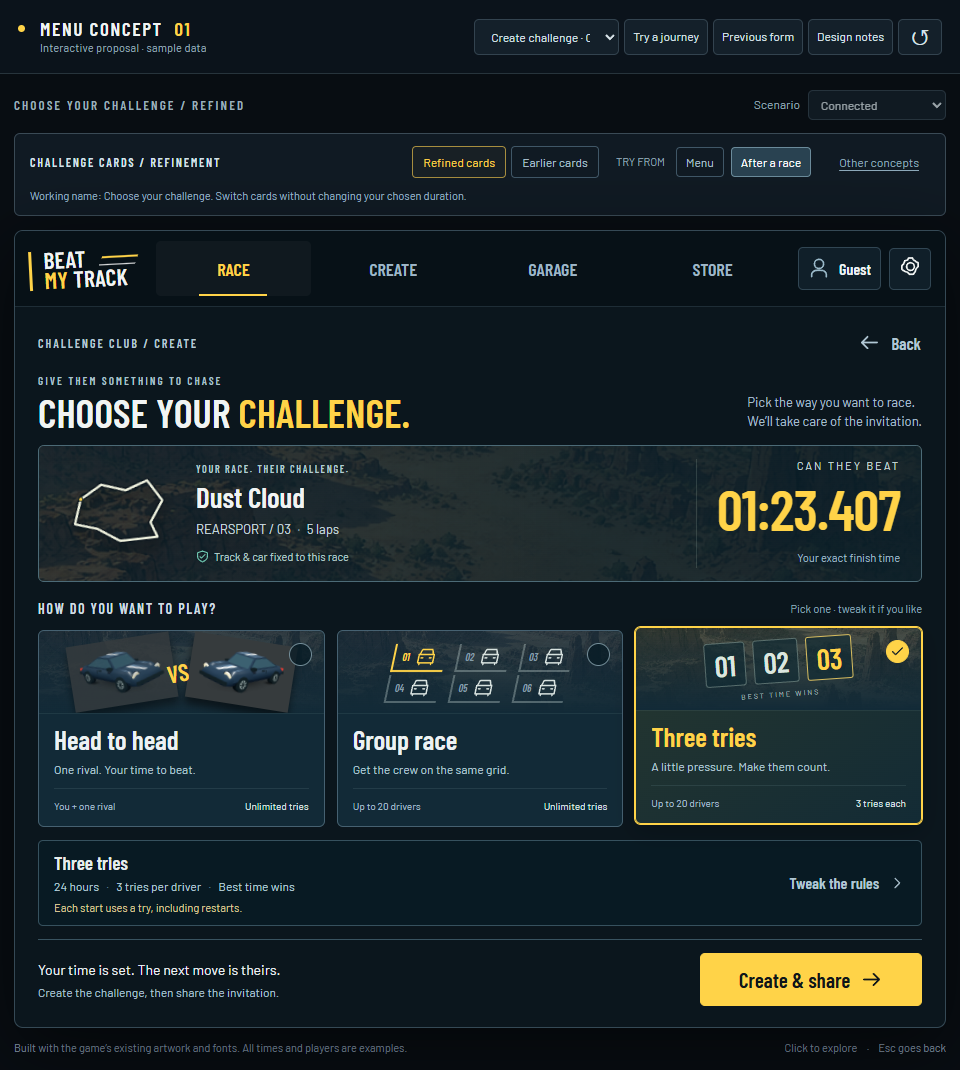 MENU CONCEPT 01
Interactive proposal · sample data
Create challenge · C
Try a journey
Previous form
Design notes
CHOOSE YOUR CHALLENGE / REFINED
Scenario
Connected
CHALLENGE CARDS / REFINEMENT
Refined cards
Earlier cards
TRY FROM
Menu
After a race
Other concepts
Working name: Choose your challenge. Switch cards without changing your chosen duration.
BEAT
MY TRACK
RACE
CREATE
GARAGE
STORE
Guest
CHALLENGE CLUB / CREATE
Back
GIVE THEM SOMETHING TO CHASE
CHOOSE YOUR CHALLENGE.
Pick the way you want to race.
We'll take care of the invitation.
YOUR RACE. THEIR CHALLENGE.
Dust Cloud
REARSPORT / 03 · 5 laps
Track & car fixed to this race
CAN THEY BEAT
01:23.407
Your exact finish time
HOW DO YOU WANT TO PLAY?
Pick one · tweak it if you like
VS
Head to head
One rival. Your time to beat.
You + one rival
Unlimited tries
01 02 03
04 05 06
Group race
Get the crew on the same grid.
Up to 20 drivers
Unlimited tries
01 02 03
BEST TIME WINS
Three tries
A little pressure. Make them count.
Up to 20 drivers
3 tries each
Three tries
24 hours · 3 tries per driver · Best time wins
Each start uses a try, including restarts.
Tweak the rules
Your time is set. The next move is theirs.
Create the challenge, then share the invitation.
Create & share
Built with the game's existing artwork and fonts. All times and players are examples.
Click to explore · Esc goes back